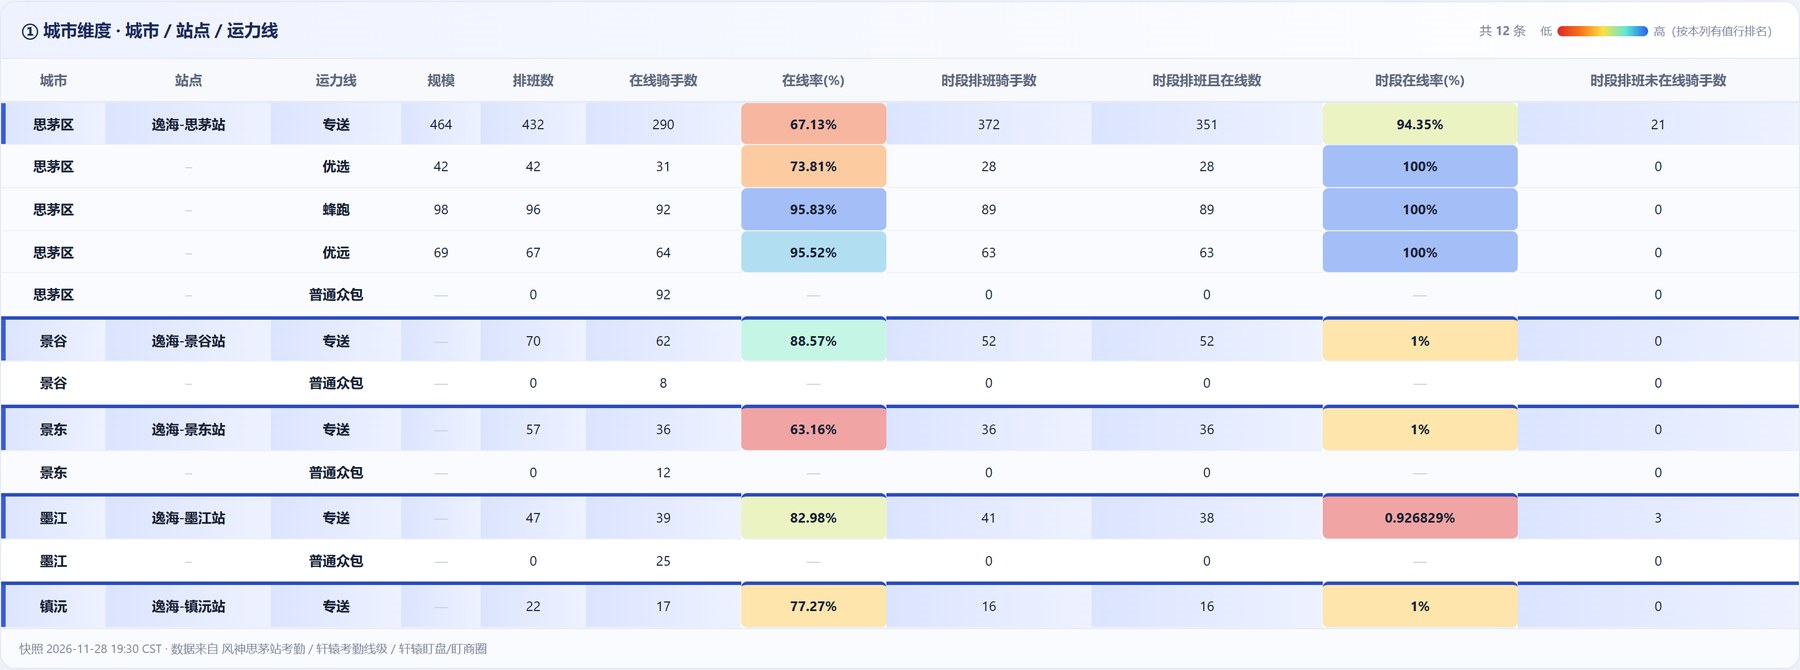 ① 城市维度 · 城市 / 站点 / 运力线
共 12 条 低 高 (按本列有值行排名)
城市 站点 运力线 规模 排班数 在线骑手数 在线率(%) 时段排班骑手数 时段排班且在线数 时段在线率(%) 时段排班未在线骑手数
思茅区 逸海-思茅站 专送 464 432 290 67.13% 372 351 94.35% 21
思茅区 – 优选 42 42 31 73.81% 28 28 100% 0
思茅区 – 蜂跑 98 96 92 95.83% 89 89 100% 0
思茅区 – 优远 69 67 64 95.52% 63 63 100% 0
思茅区 – 普通众包 — 0 92 — 0 0 — 0
景谷 逸海-景谷站 专送 — 70 62 88.57% 52 52 1% 0
景谷 – 普通众包 — 0 8 — 0 0 — 0
景东 逸海-景东站 专送 — 57 36 63.16% 36 36 1% 0
景东 – 普通众包 — 0 12 — 0 0 — 0
墨江 逸海-墨江站 专送 — 47 39 82.98% 41 38 0.926829% 3
墨江 – 普通众包 — 0 25 — 0 0 — 0
镇沅 逸海-镇沅站 专送 — 22 17 77.27% 16 16 1% 0
快照 2026-11-28 19:30 CST · 数据来自 风神思茅站考勤 / 轩辕考勤线级 / 轩辕盯盘/盯商圈